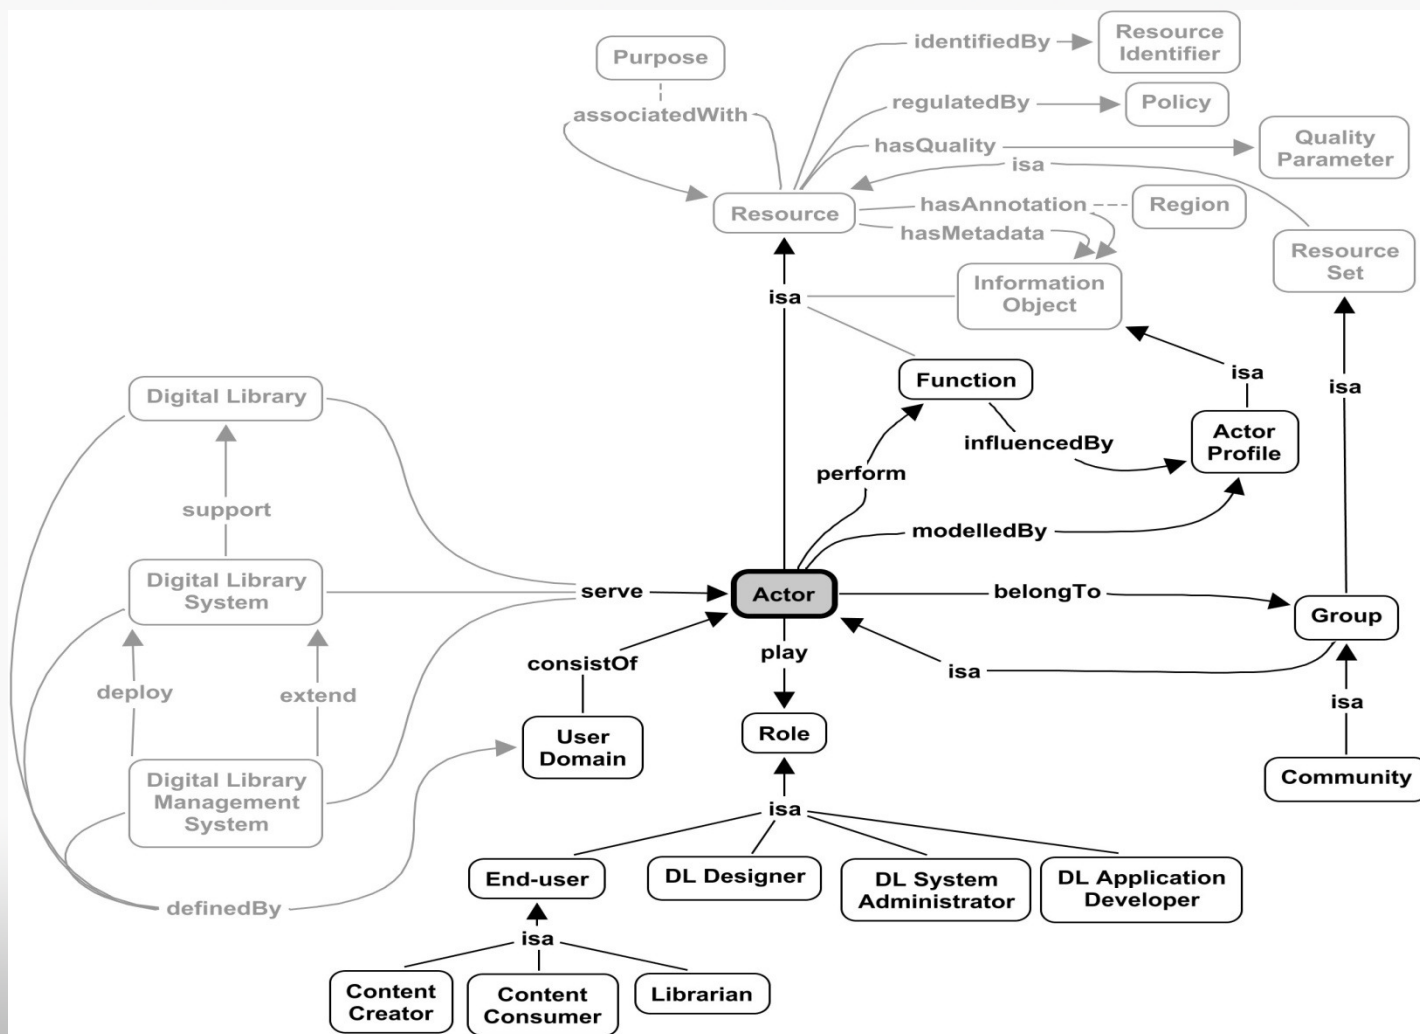 Purpose
identifiedBy
Resource
Identifier
associatedWith
regulatedBy
Policy
hasQuality
Quality
Parameter
isa
Resource
hasAnnotation
Region
hasMetadata
Resource
Set
isa
Information
Object
Function
isa
isa
Digital Library
influencedBy
Actor
Profile
perform
support
modelledBy
Digital Library
System
serve
Actor
belongTo
Group
consistOf
play
isa
deploy
extend
isa
User
Domain
Role
Digital Library
Management
System
Community
isa
End-user
DL Designer
DL System
Administrator
DL Application
Developer
definedBy
isa
Content
Creator
Content
Consumer
Librarian